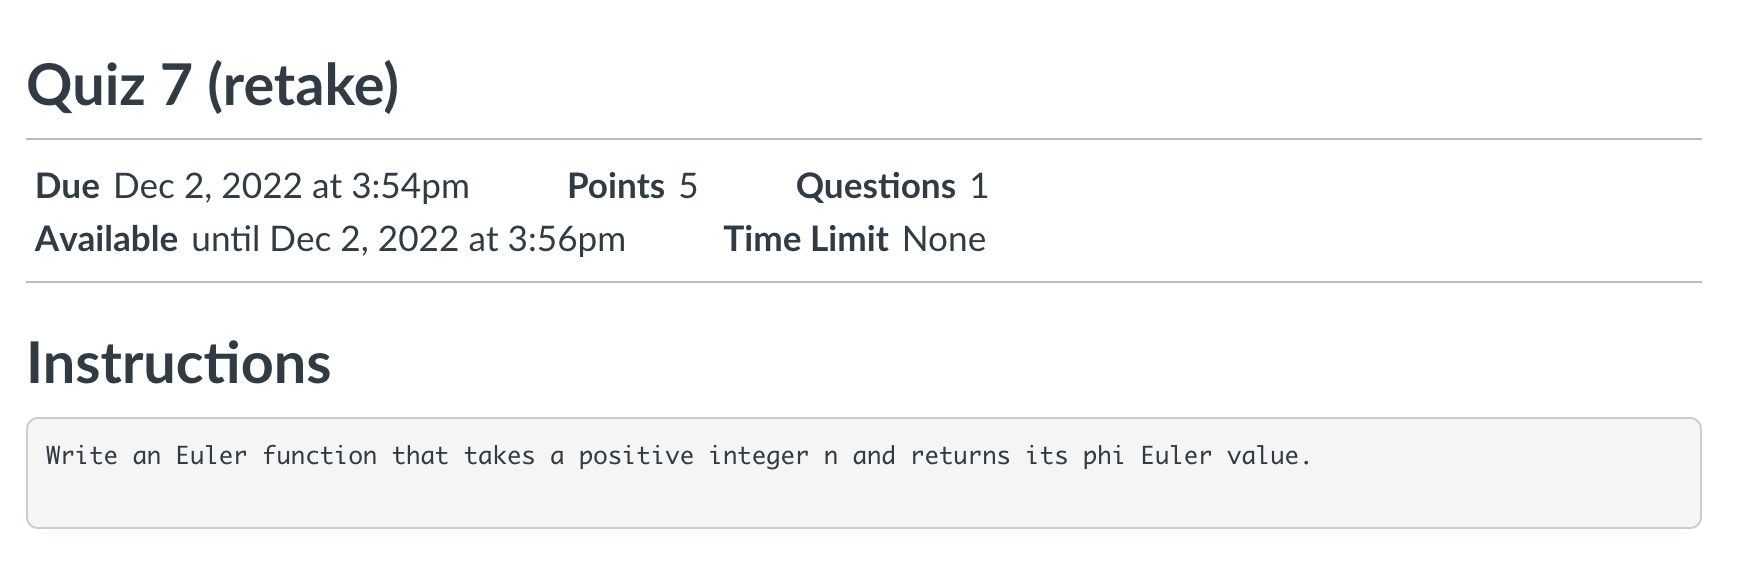 Quiz 7 (retake)
Due Dec 2, 2022 at 3:54pm Points 5 Questions 1
Available until Dec 2, 2022 at 3:56pm Time Limit None
Instructions
Write an Euler function that takes a positive integer n and returns its phi Euler value.